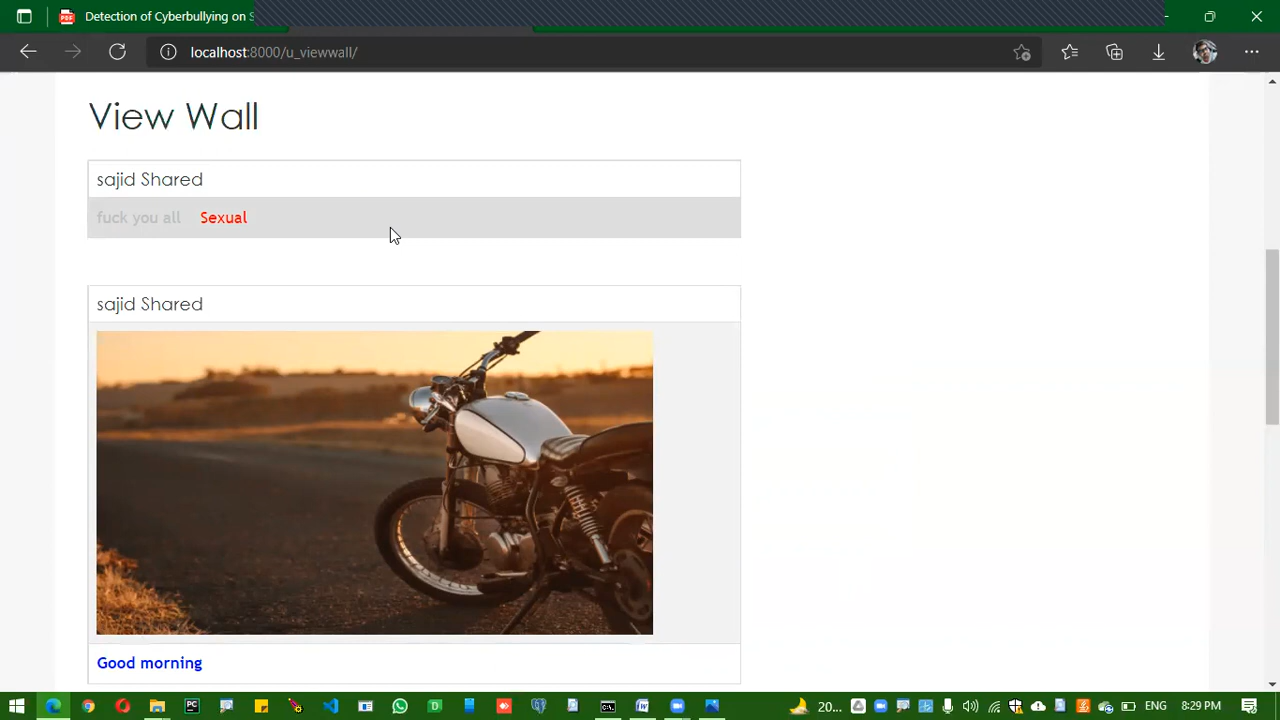 Detection of Cyberbullying on S
localhost:8000/u_viewwall/
View Wall
sajid Shared
fuck you all Sexual
sajid Shared
Good morning
20...
ENG
8:29 PM